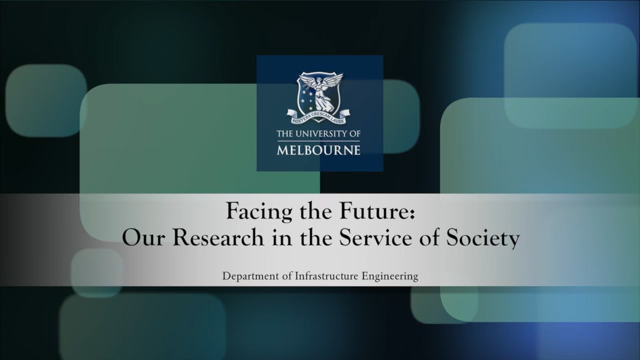 THE UNIVERSITY OF
MELBOURNE
Facing the Future:
Our Research in the Service of Society
Department of Infrastructure Engineering